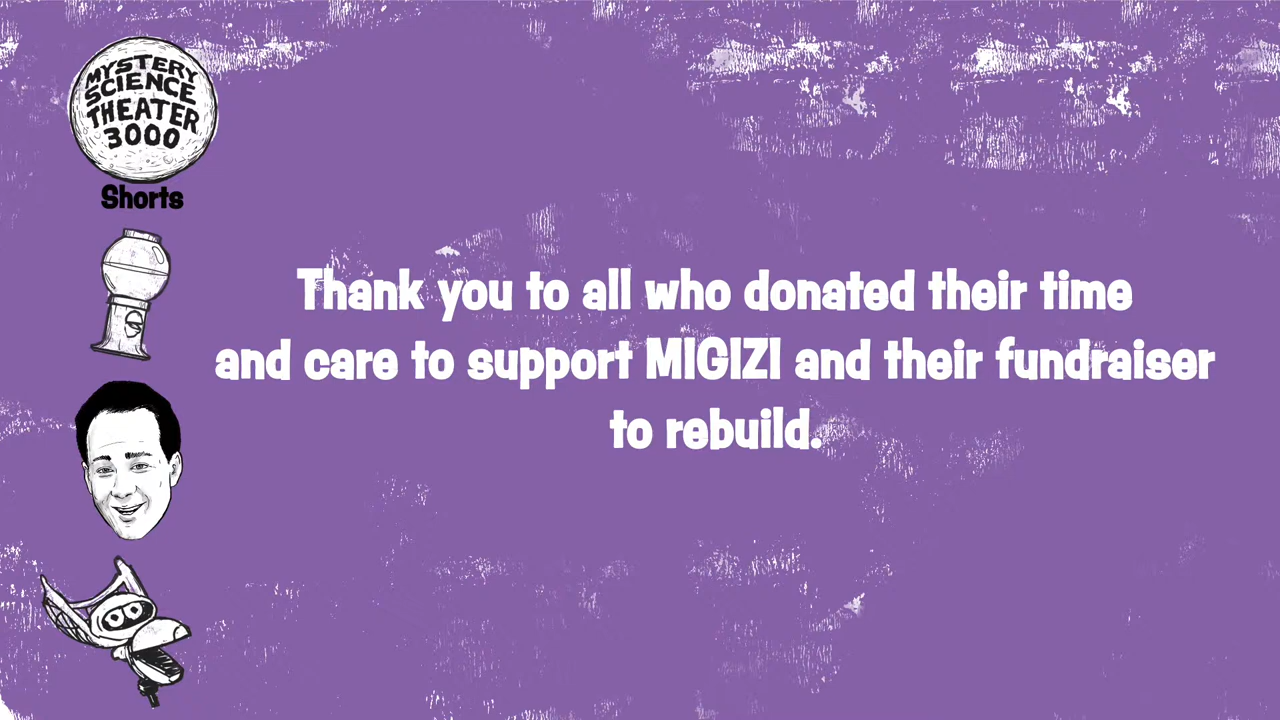 MYSTERY
SCIENCE
THEATER
3000
Shorts
Thank you to all who donated their time
and care to support MIGIZI and their fundraiser
to rebuild.